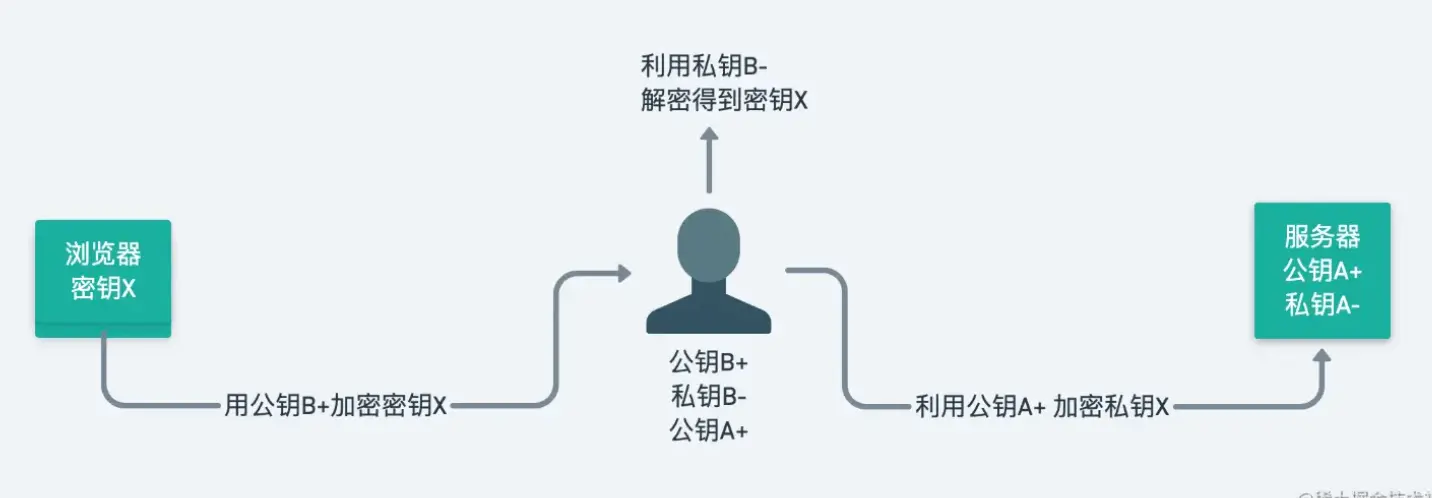 利用私钥B-
解密得到密钥X
浏览器
密钥X
服务器
公钥A+
私钥A-
公钥B+
私钥B-
公钥A+
用公钥B+加密密钥X
利用公钥A+ 加密私钥X